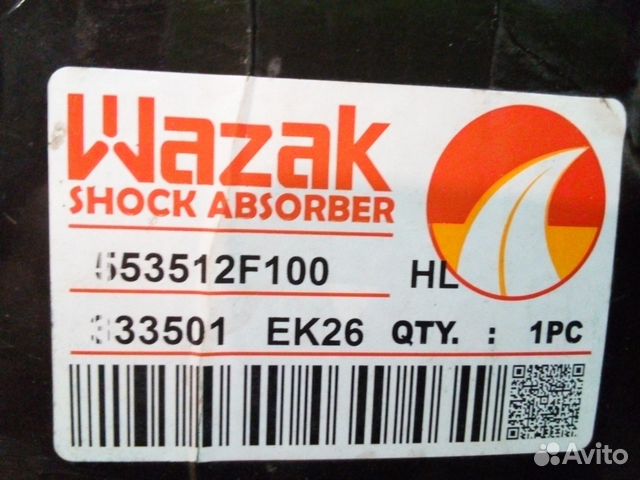 Wazak
SHOCK ABSORBER
553512F100 HL
333501 EK26 QTY. : 1PC
Avito